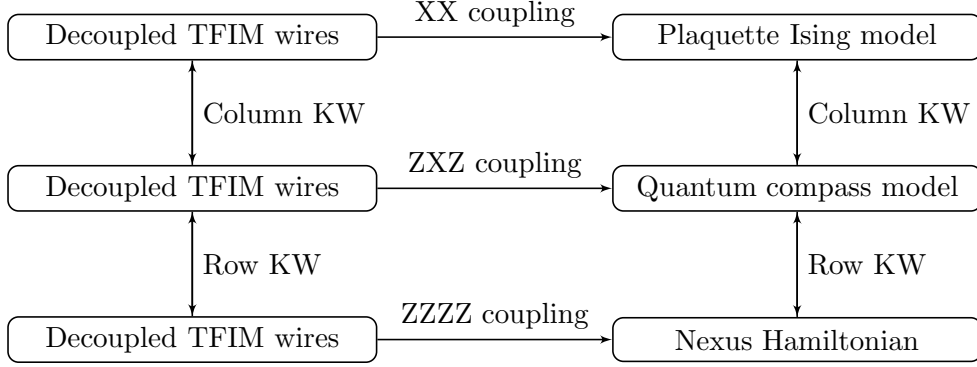 Decoupled TFIM wires
XX coupling
Plaquette Ising model
Column KW
Column KW
Decoupled TFIM wires
ZXZ coupling
Quantum compass model
Row KW
Row KW
Decoupled TFIM wires
ZZZZ coupling
Nexus Hamiltonian